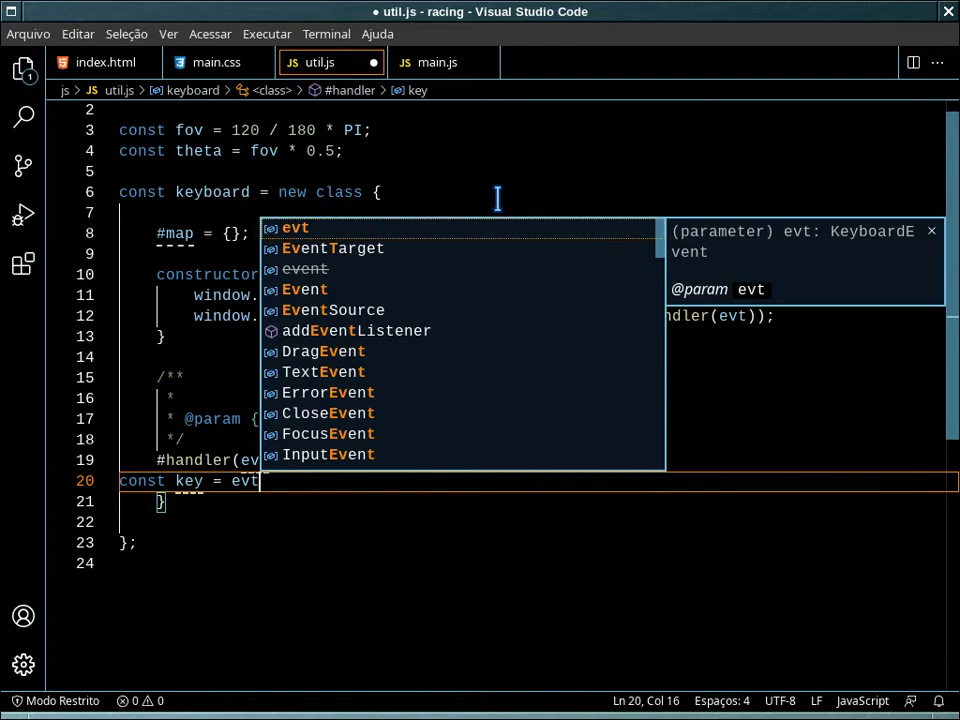 ● util.js - racing - Visual Studio Code
Arquivo Editar Seleção Ver Acessar Executar Terminal Ajuda
index.html main.css JS util.js JS main.js
1
js > JS util.js > keyboard > <class> > #handler > key
2
3 const fov = 120 / 180 * PI;
4 const theta = fov * 0.5;
5
6 const keyboard = new class {
7
8 #map = {};
9
10 constructor
11 window.
12 window. ndler(evt));
13 }
14
15 /**
16 *
17 * @param {
18 */
19 #handler(ev
20 const key = evt
21 }
22
23 };
24
evt
EventTarget
event
Event
EventSource
addEventListener
DragEvent
TextEvent
ErrorEvent
CloseEvent
FocusEvent
InputEvent
(parameter) evt: KeyboardE
vent
@param evt
Modo Restrito 0 0 Ln 20, Col 16 Espaços: 4 UTF-8 LF JavaScript